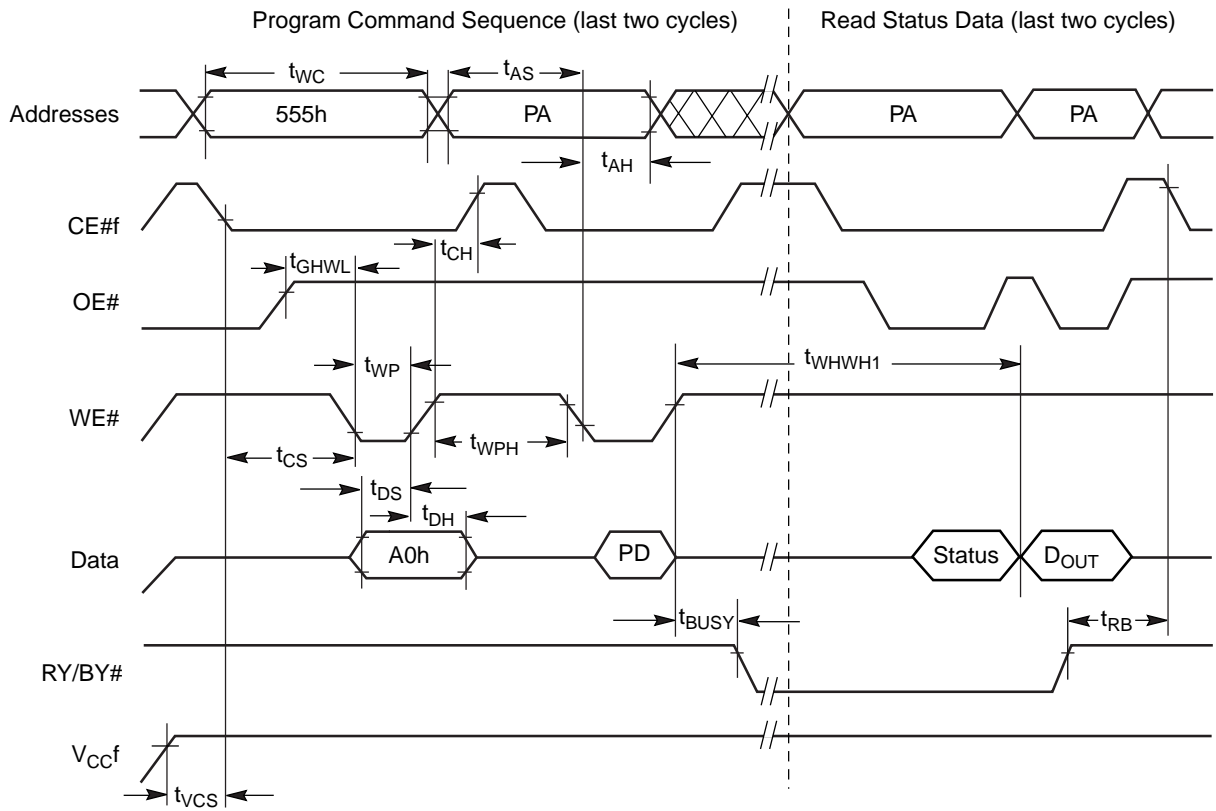 Program Command Sequence (last two cycles) Read Status Data (last two cycles)
tWC tAS
Addresses 555h PA PA PA
tAH
CE#f
tCH
tGHWL
OE#
tWP tWHWH1
WE#
tWPH
tCS
tDS
tDH
Data A0h PD Status DOUT
tBUSY tRB
RY/BY#
VCCf
tVCS